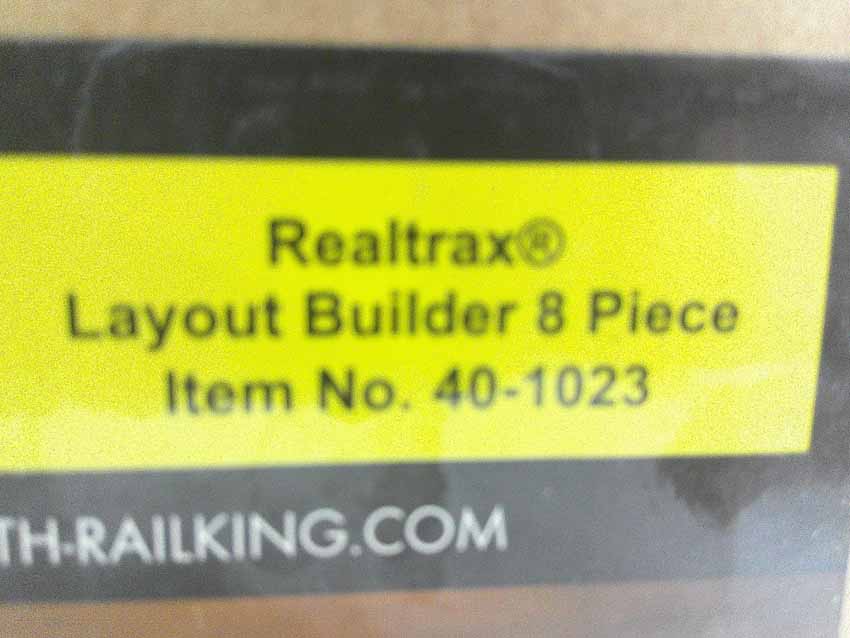 Realtrax®
Layout Builder 8 Piece
Item No. 40-1023
TH-RAILKING.COM